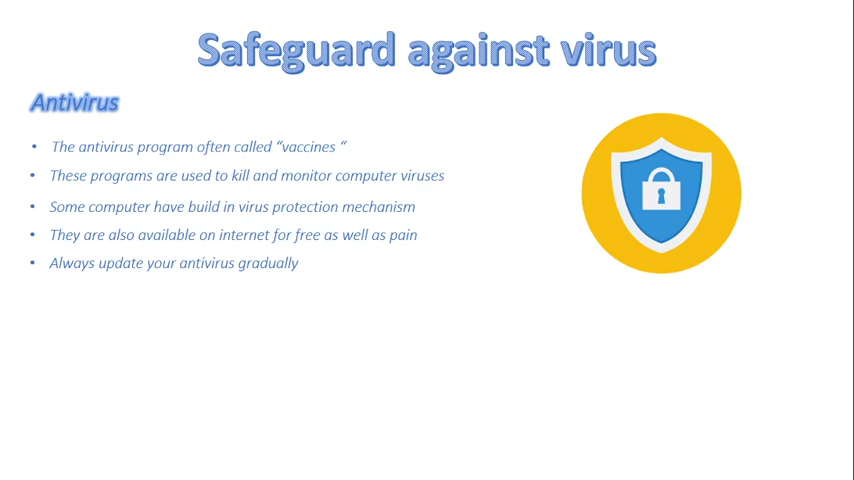 Safeguard against virus
Antivirus
• The antivirus program often called “vaccines “
• These programs are used to kill and monitor computer viruses
• Some computer have build in virus protection mechanism
• They are also available on internet for free as well as pain
• Always update your antivirus gradually